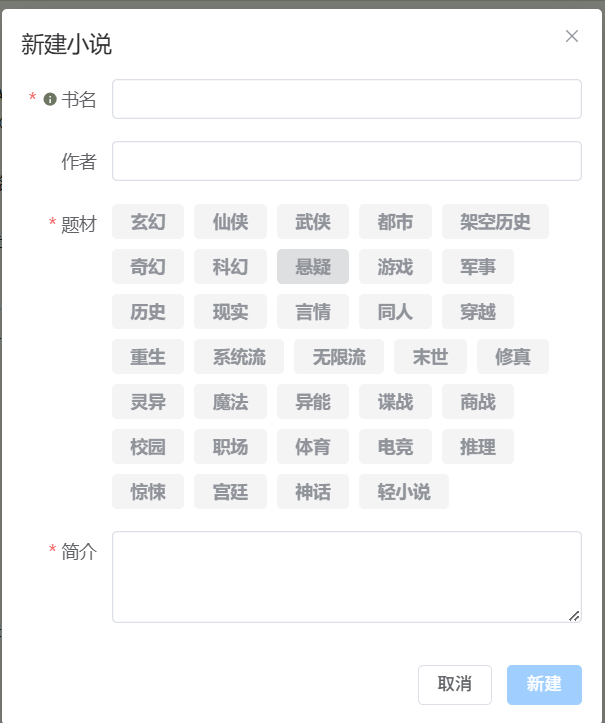 新建小说
* 书名
作者
* 题材 玄幻 仙侠 武侠 都市 架空历史
奇幻 科幻 悬疑 游戏 军事
历史 现实 言情 同人 穿越
重生 系统流 无限流 末世 修真
灵异 魔法 异能 谍战 商战
校园 职场 体育 电竞 推理
惊悚 宫廷 神话 轻小说
* 简介
取消 新建